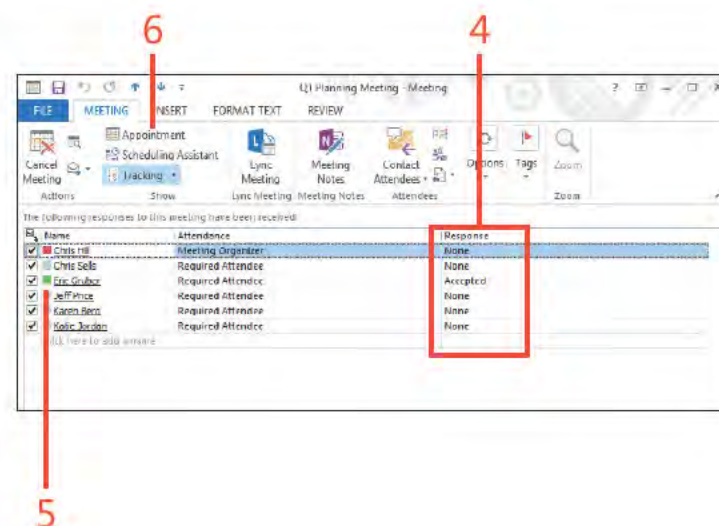 6
4
Q1 Planning Meeting - Meeting
?
FILE MEETING INSERT FORMAT TEXT REVIEW
Appointment
Scheduling Assistant
Tracking
Cancel Meeting
Lync Meeting
Meeting Notes
Contact Attendees
Options
Tags
Zoom
Actions Show Lync Meeting Meeting Notes Attendees Zoom
The following responses to this meeting have been received:
Name Attendance Response
Chris Hill Meeting Organizer None
Chris Sells Required Attendee None
Eric Gruber Required Attendee Accepted
Jeff Price Required Attendee None
Karen Berg Required Attendee None
Required Attendee None
Click here to add a name
5